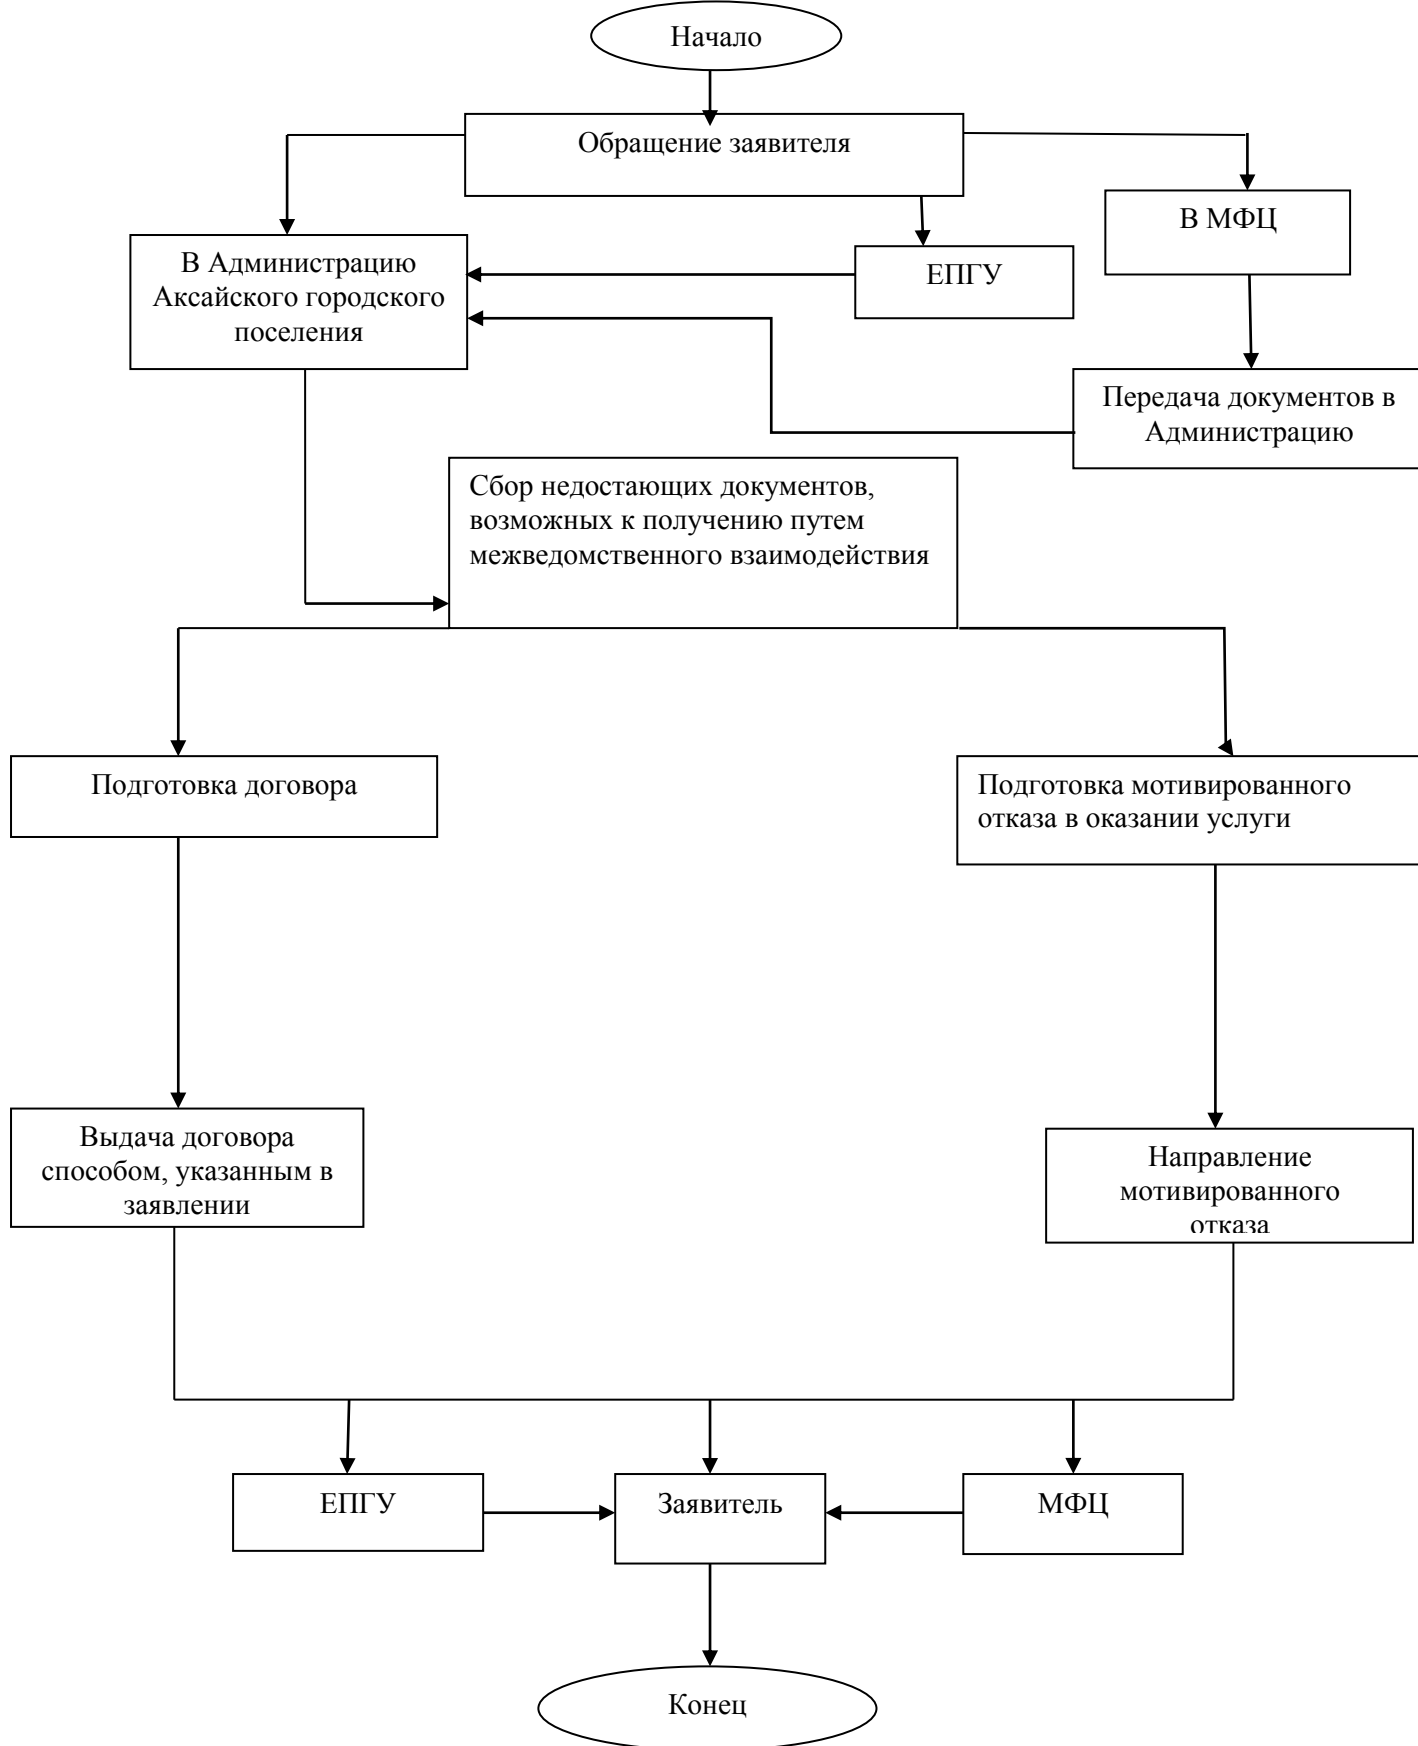 Начало
Обращение заявителя
В МФЦ
В Администрацию
Аксайского городского
поселения
ЕПГУ
Передача документов в
Администрацию
Сбор недостающих документов,
возможных к получению путем
межведомственного взаимодействия
Подготовка договора
Подготовка мотивированного
отказа в оказании услуги
Выдача договора
способом, указанным в
заявлении
Направление
мотивированного
отказа
ЕПГУ
Заявитель
МФЦ
Конец